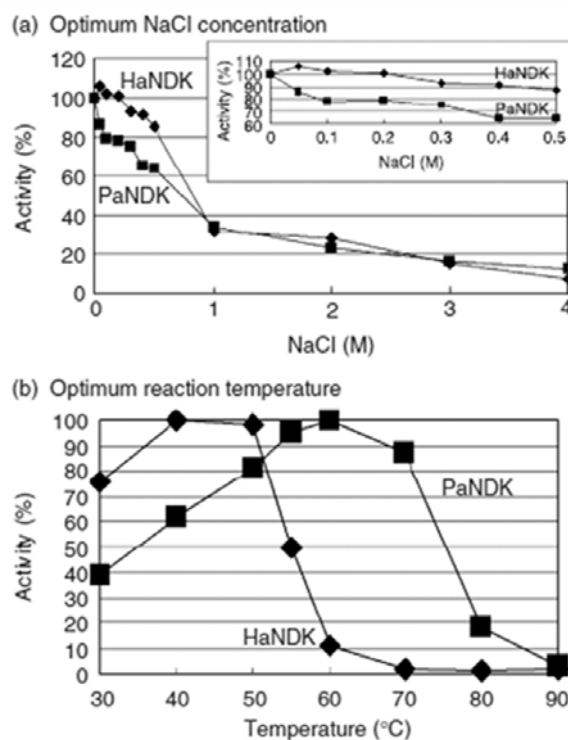 (a) Optimum NaCl concentration
120
100
80
60
40
20
0
Activity (%)
HaNDK
PaNDK
0 1 2 3 4
NaCl (M)
110
100
90
80
70
60
Activity (%)
HaNDK
PaNDK
0 0.1 0.2 0.3 0.4 0.5
NaCl (M)
(b) Optimum reaction temperature
100
90
80
70
60
50
40
30
20
10
0
Activity (%)
PaNDK
HaNDK
30 40 50 60 70 80 90
Temperature (°C)